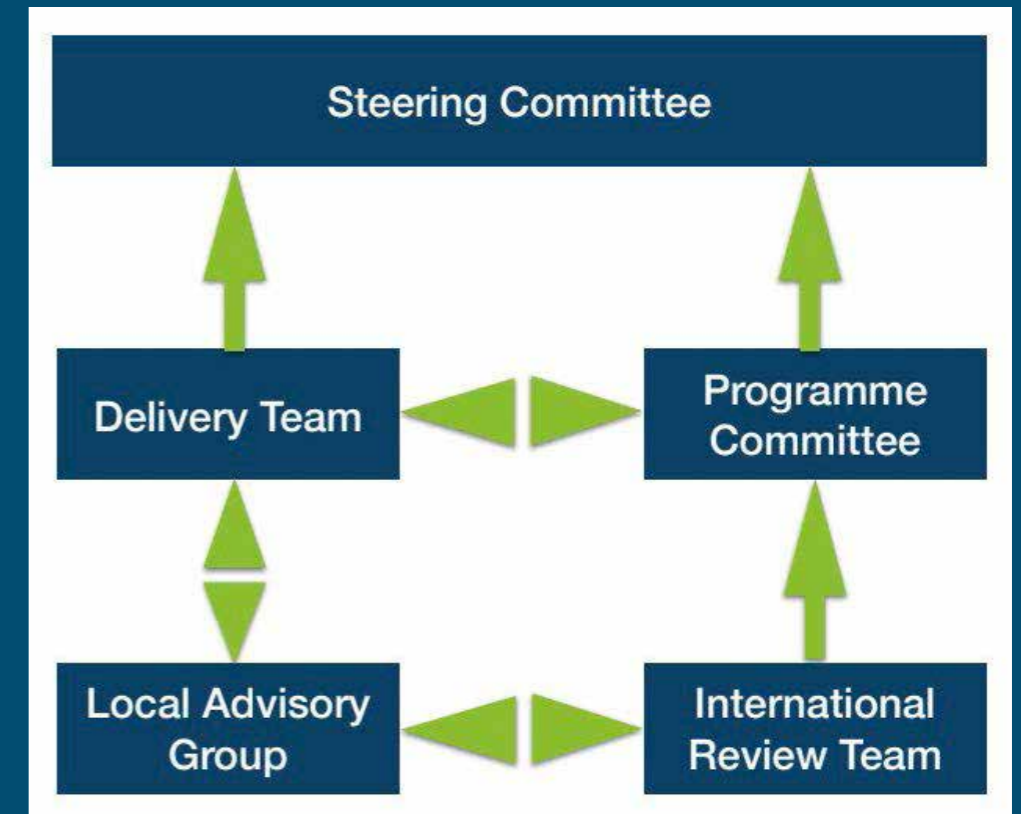 Steering Committee
Delivery Team
Programme
Committee
Local Advisory
Group
International
Review Team